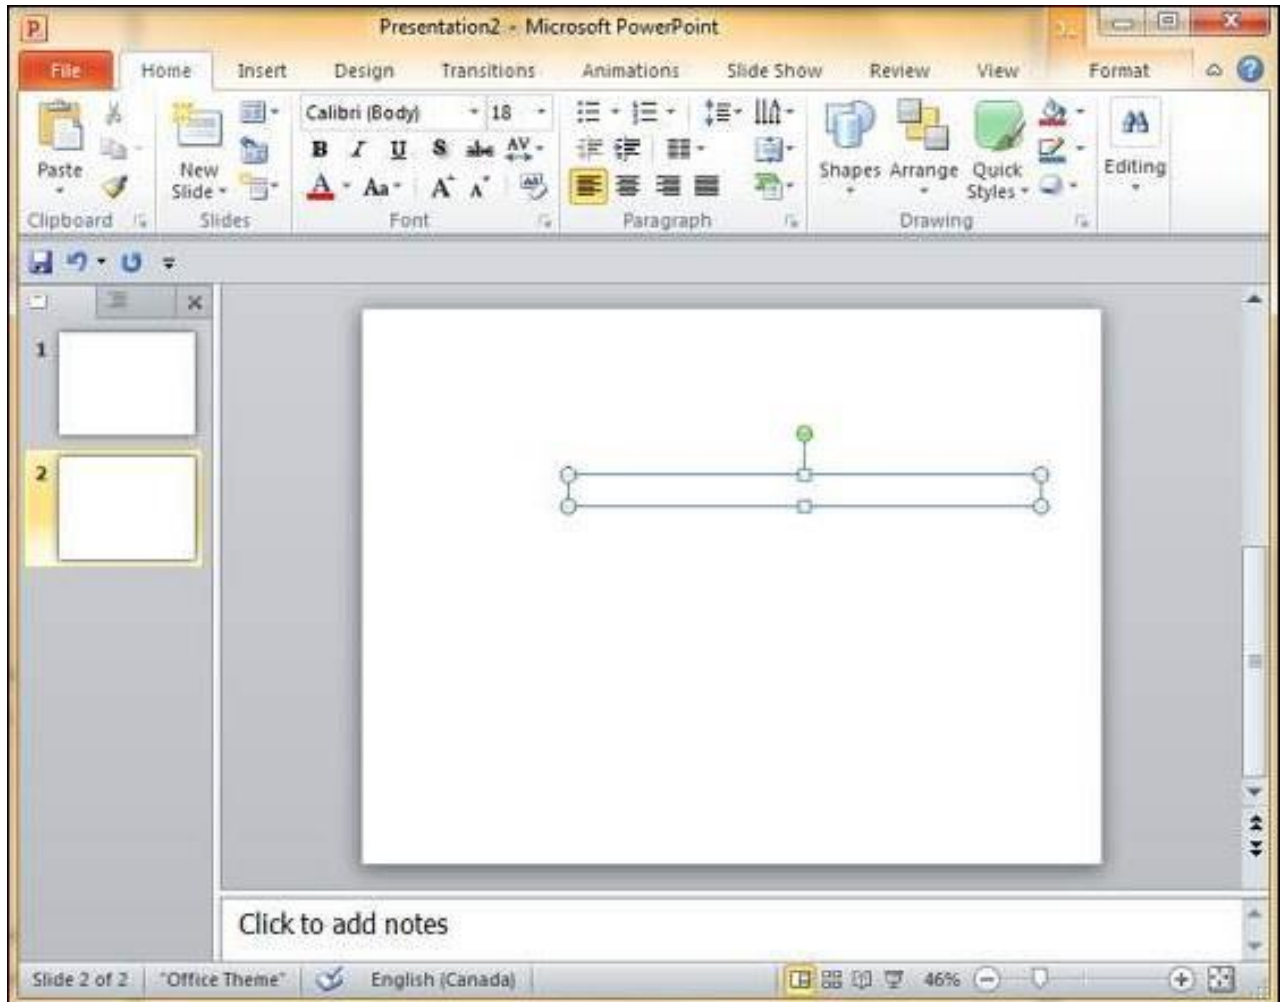 Presentation2 - Microsoft PowerPoint
File Home Insert Design Transitions Animations Slide Show Review View Format
Calibri (Body) 18
B I U S abc AV
A Aa A A
Paste
New Slide
Shapes Arrange Quick Styles
Editing
Clipboard Slides Font Paragraph Drawing
1
2
Click to add notes
Slide 2 of 2 "Office Theme" English (Canada) 46%